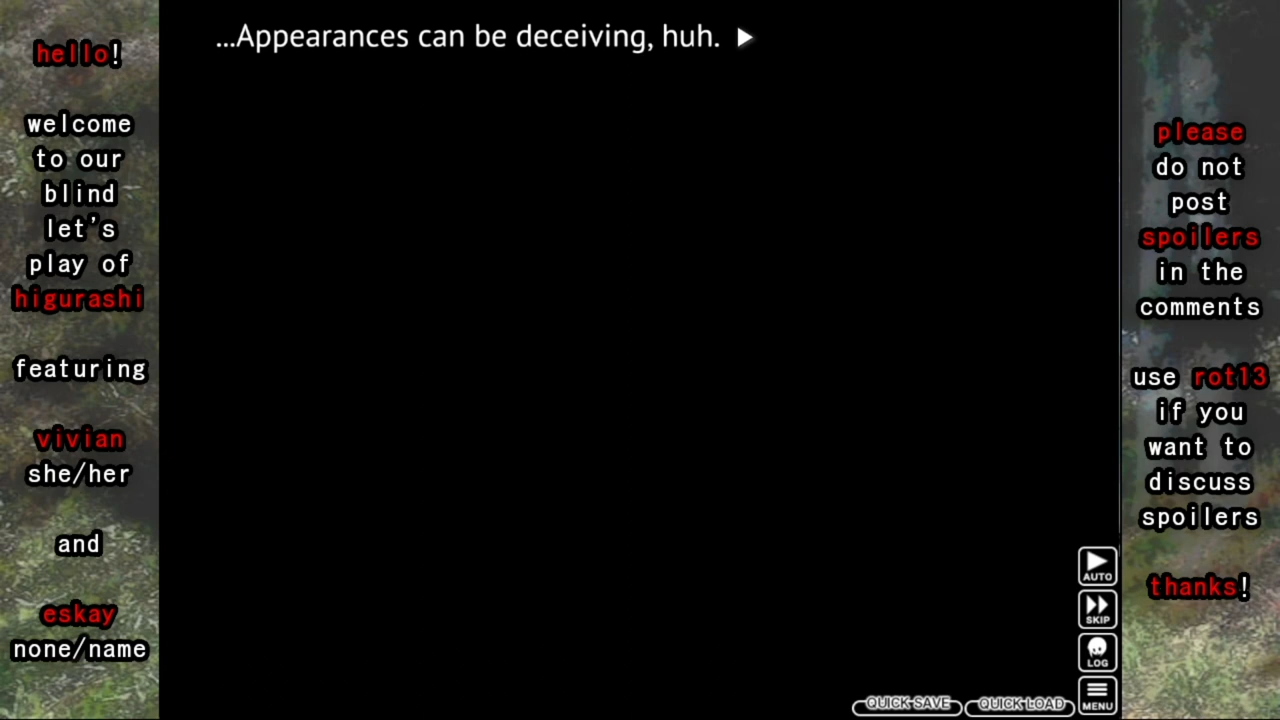 hello!
welcome
to our
blind
let's
play of
higurashi
featuring
vivian
she/her
and
eskay
none/name
...Appearances can be deceiving, huh.
AUTO
SKIP
LOG
MENU
QUICK SAVE QUICK LOAD
please
do not
post
spoilers
in the
comments
use rot13
if you
want to
discuss
spoilers
thanks!